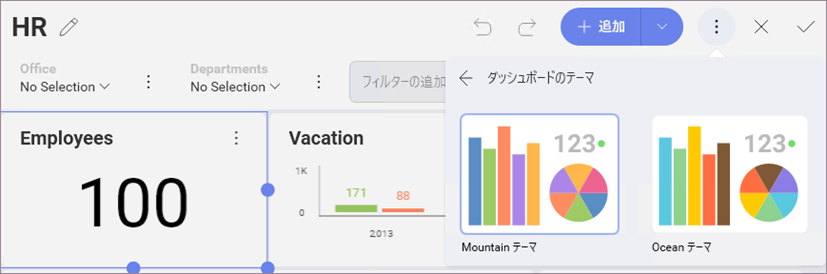 HR
+ 追加
Office
No Selection
Departments
No Selection
フィルターの追加
ダッシュボードのテーマ
Employees
100
Vacation
1K
171
88
0
2013
123
Mountain テーマ
123
Ocean テーマ